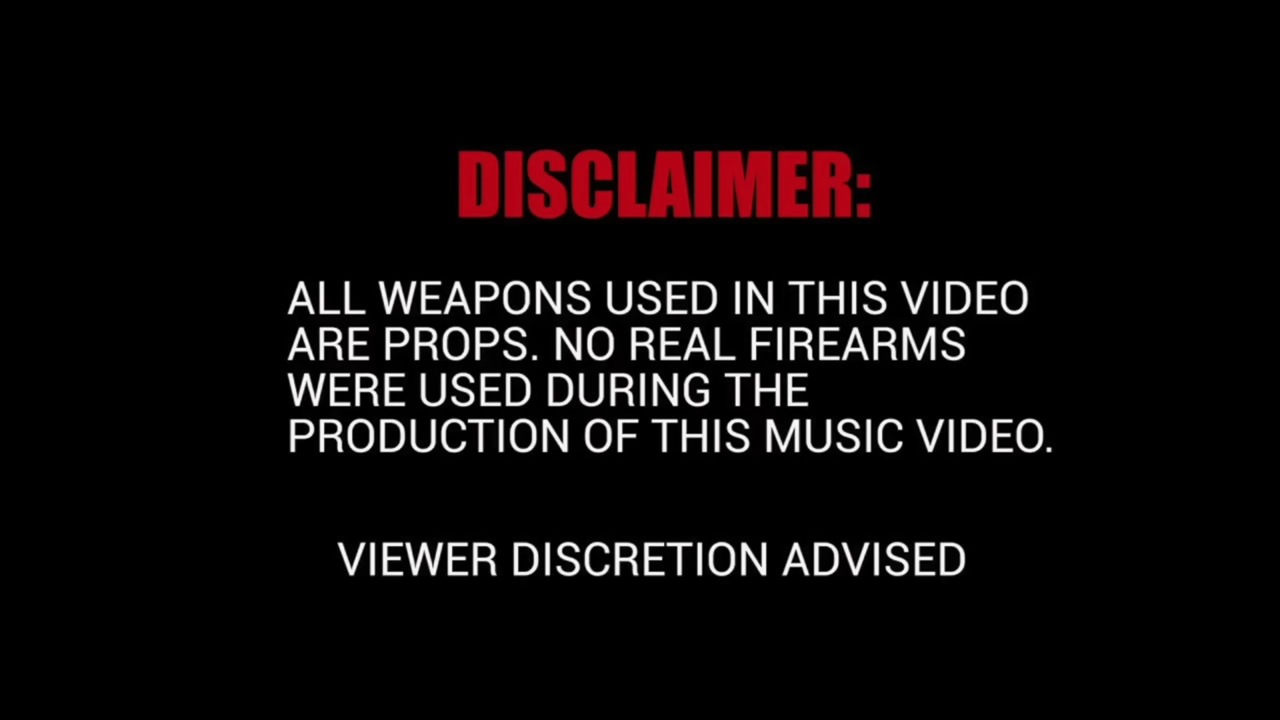 DISCLAIMER:
ALL WEAPONS USED IN THIS VIDEO
ARE PROPS. NO REAL FIREARMS
WERE USED DURING THE
PRODUCTION OF THIS MUSIC VIDEO.
VIEWER DISCRETION ADVISED